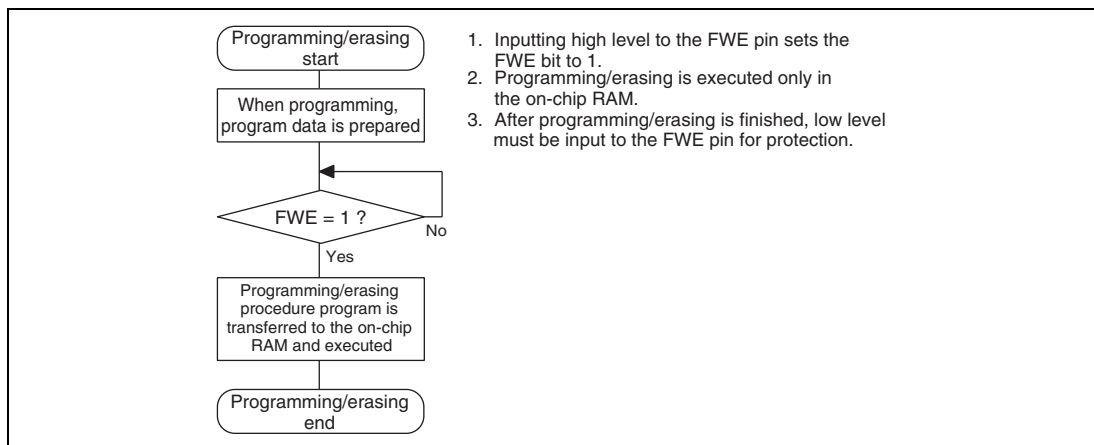 Programming/erasing
start
When programming,
program data is prepared
FWE = 1 ?
No
Yes
Programming/erasing
procedure program is
transferred to the on-chip
RAM and executed
Programming/erasing
end
1. Inputting high level to the FWE pin sets the
FWE bit to 1.
2. Programming/erasing is executed only in
the on-chip RAM.
3. After programming/erasing is finished, low level
must be input to the FWE pin for protection.